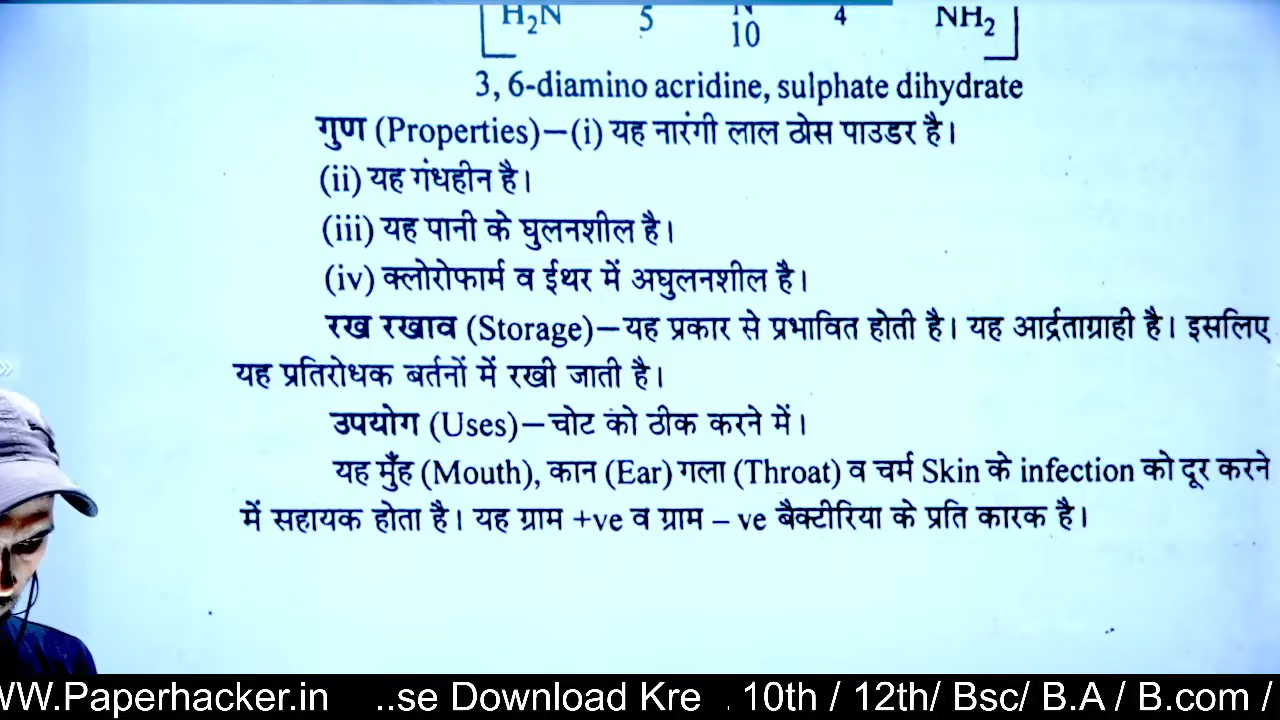 H₂N 5 N 4 NH₂
10
3, 6-diamino acridine, sulphate dihydrate
गुण (Properties)–(i) यह नारंगी लाल ठोस पाउडर है।
(ii) यह गंधहीन है।
(iii) यह पानी के घुलनशील है।
(iv) क्लोरोफार्म व ईथर में अघुलनशील है।
रख रखाव (Storage)–यह प्रकार से प्रभावित होती है। यह आर्द्रताग्राही है। इसलिए
यह प्रतिरोधक बर्तनों में रखी जाती है।
उपयोग (Uses)–चोट को ठीक करने में।
यह मुँह (Mouth), कान (Ear) गला (Throat) व चर्म Skin के infection को दूर करने
में सहायक होता है। यह ग्राम +ve व ग्राम – ve बैक्टीरिया के प्रति कारक है।
WW.Paperhacker.in ..se Download Kre . 10th / 12th/ Bsc/ B.A / B.com /